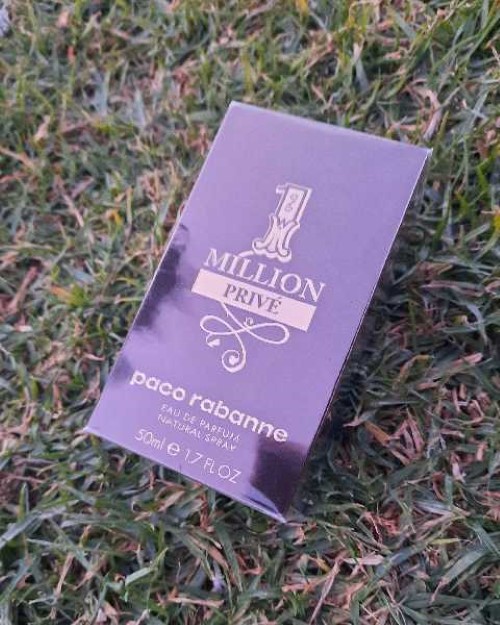 1
MILLION
PRIVÉ
paco rabanne
EAU DE PARFUM
NATURAL SPRAY
50ml e 1.7 FL.OZ